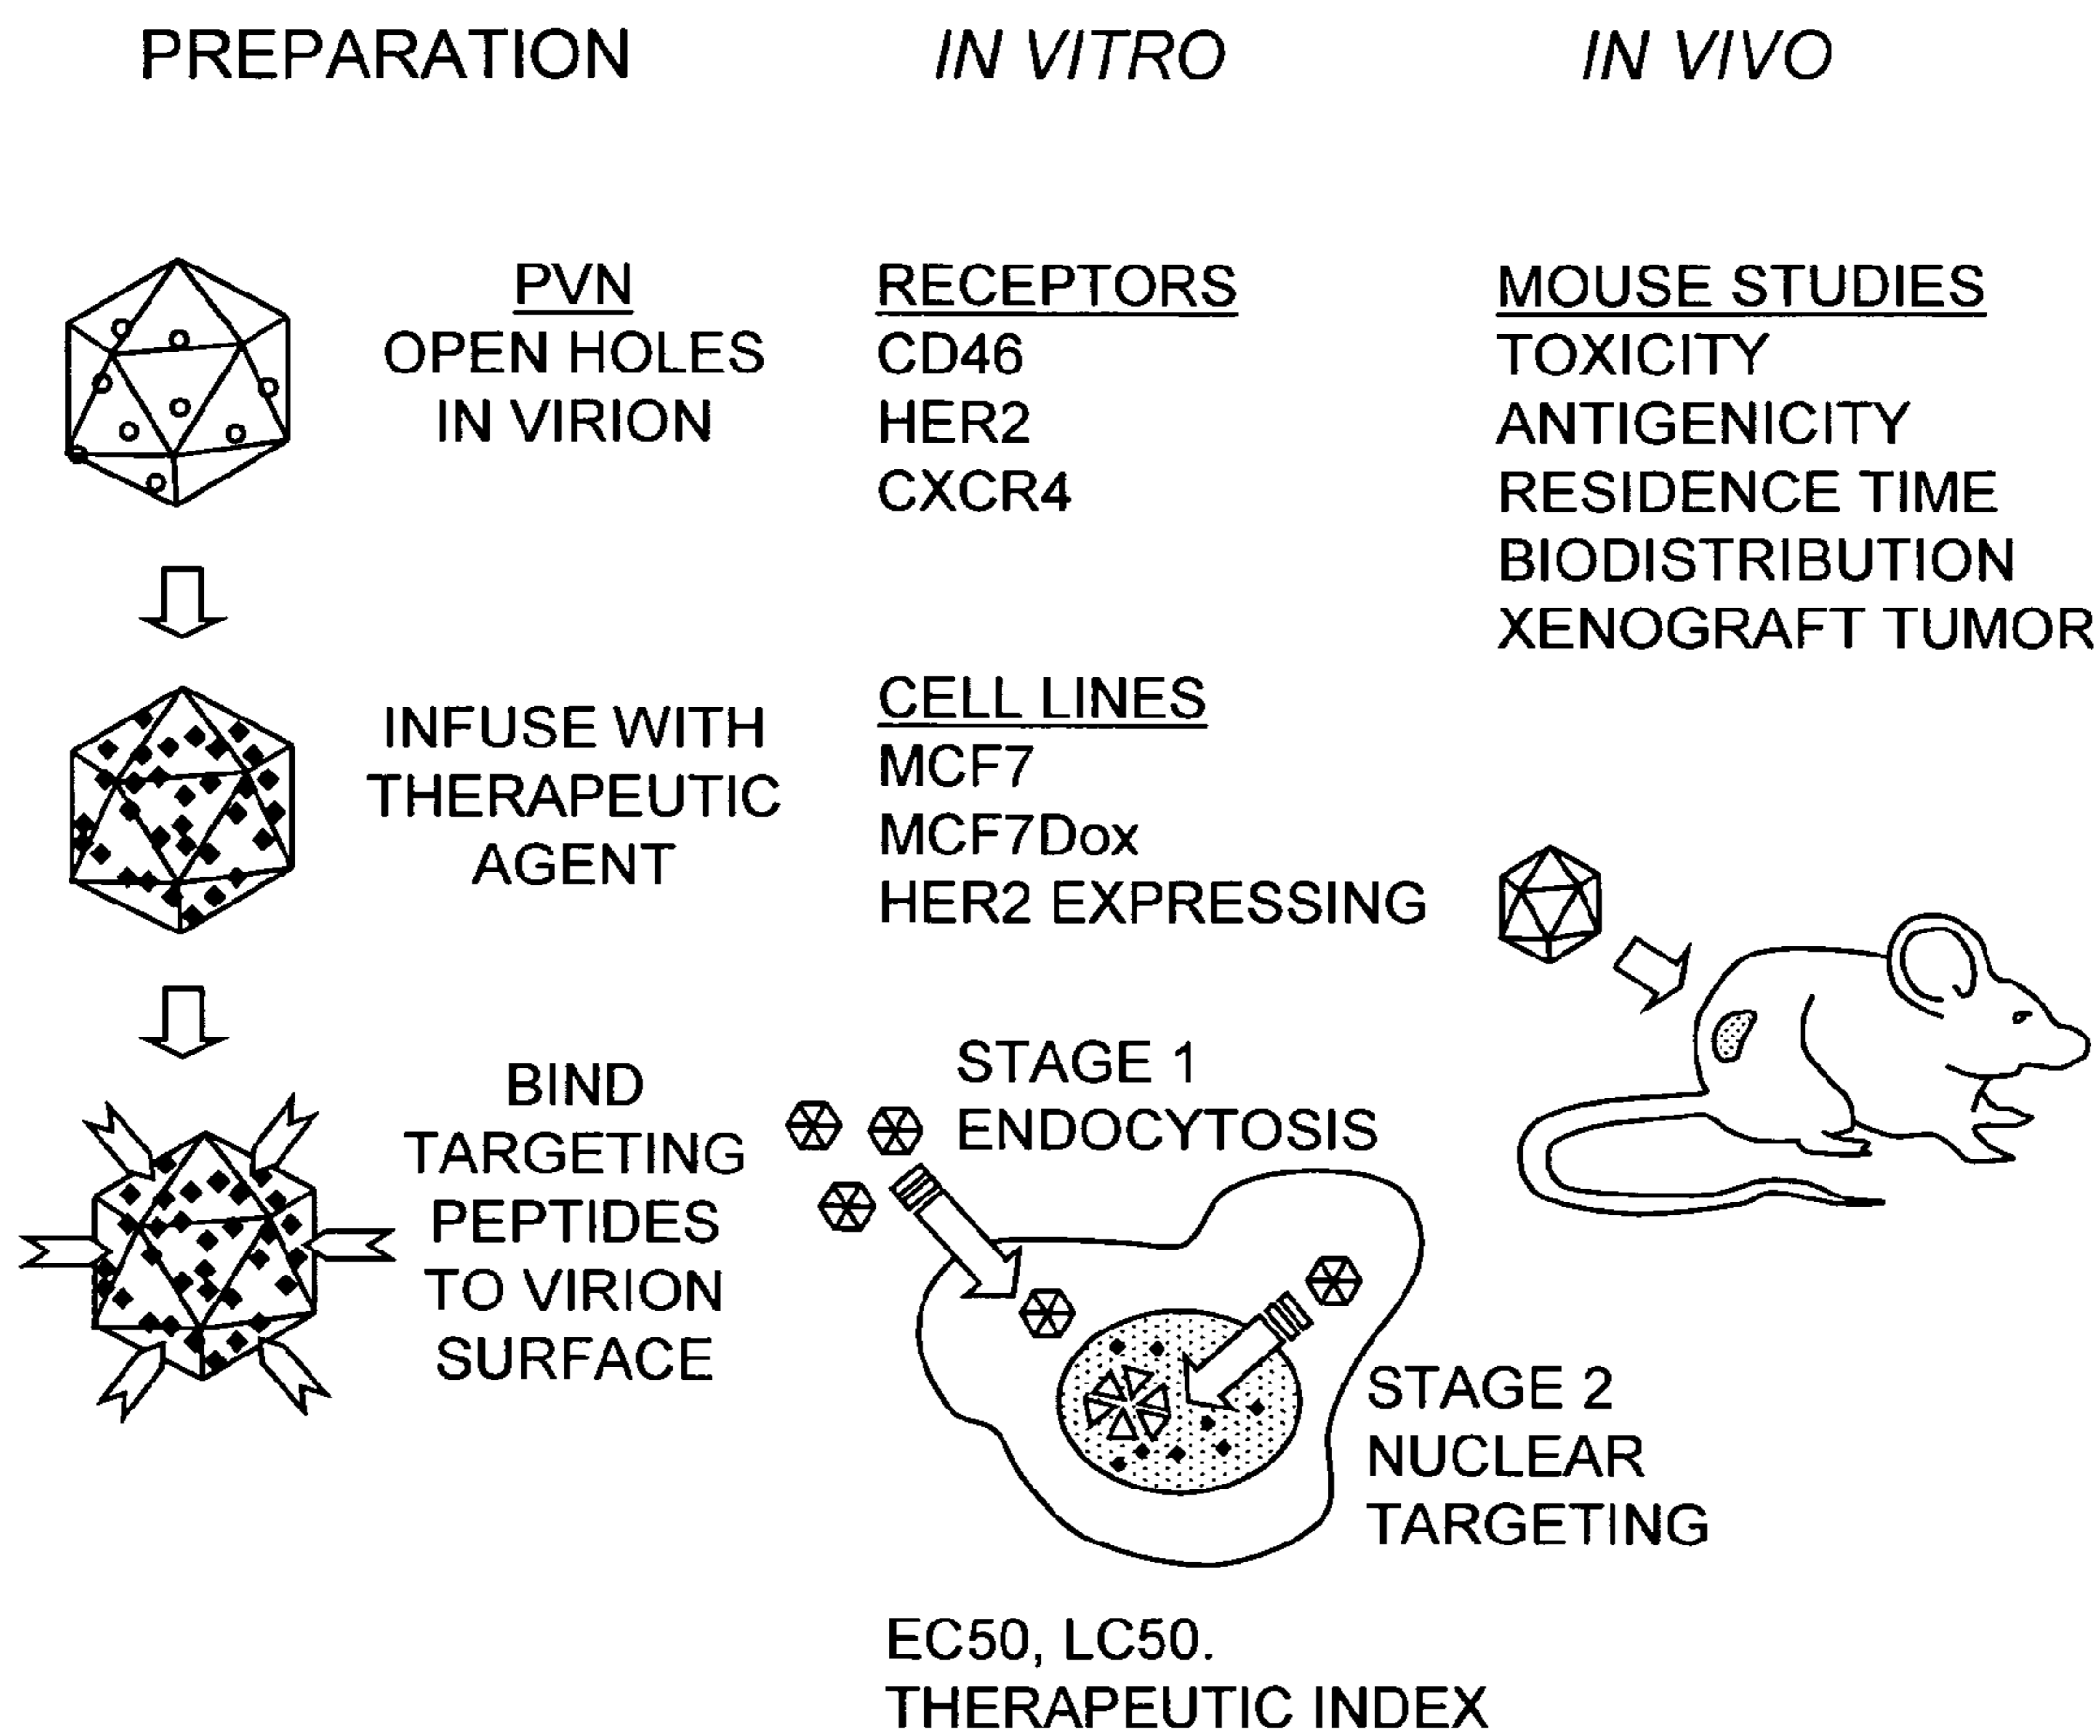 PREPARATION
PVN
OPEN HOLES
IN VIRION
INFUSE WITH
THERAPEUTIC
AGENT
BIND
TARGETING
PEPTIDES
TO VIRION
SURFACE
IN VITRO
RECEPTORS
CD46
HER2
CXCR4
CELL LINES
MCF7
MCF7Dox
HER2 EXPRESSING
STAGE 1
ENDOCYTOSIS
STAGE 2
NUCLEAR
TARGETING
EC50, LC50.
THERAPEUTIC INDEX
IN VIVO
MOUSE STUDIES
TOXICITY
ANTIGENICITY
RESIDENCE TIME
BIODISTRIBUTION
XENOGRAFT TUMOR